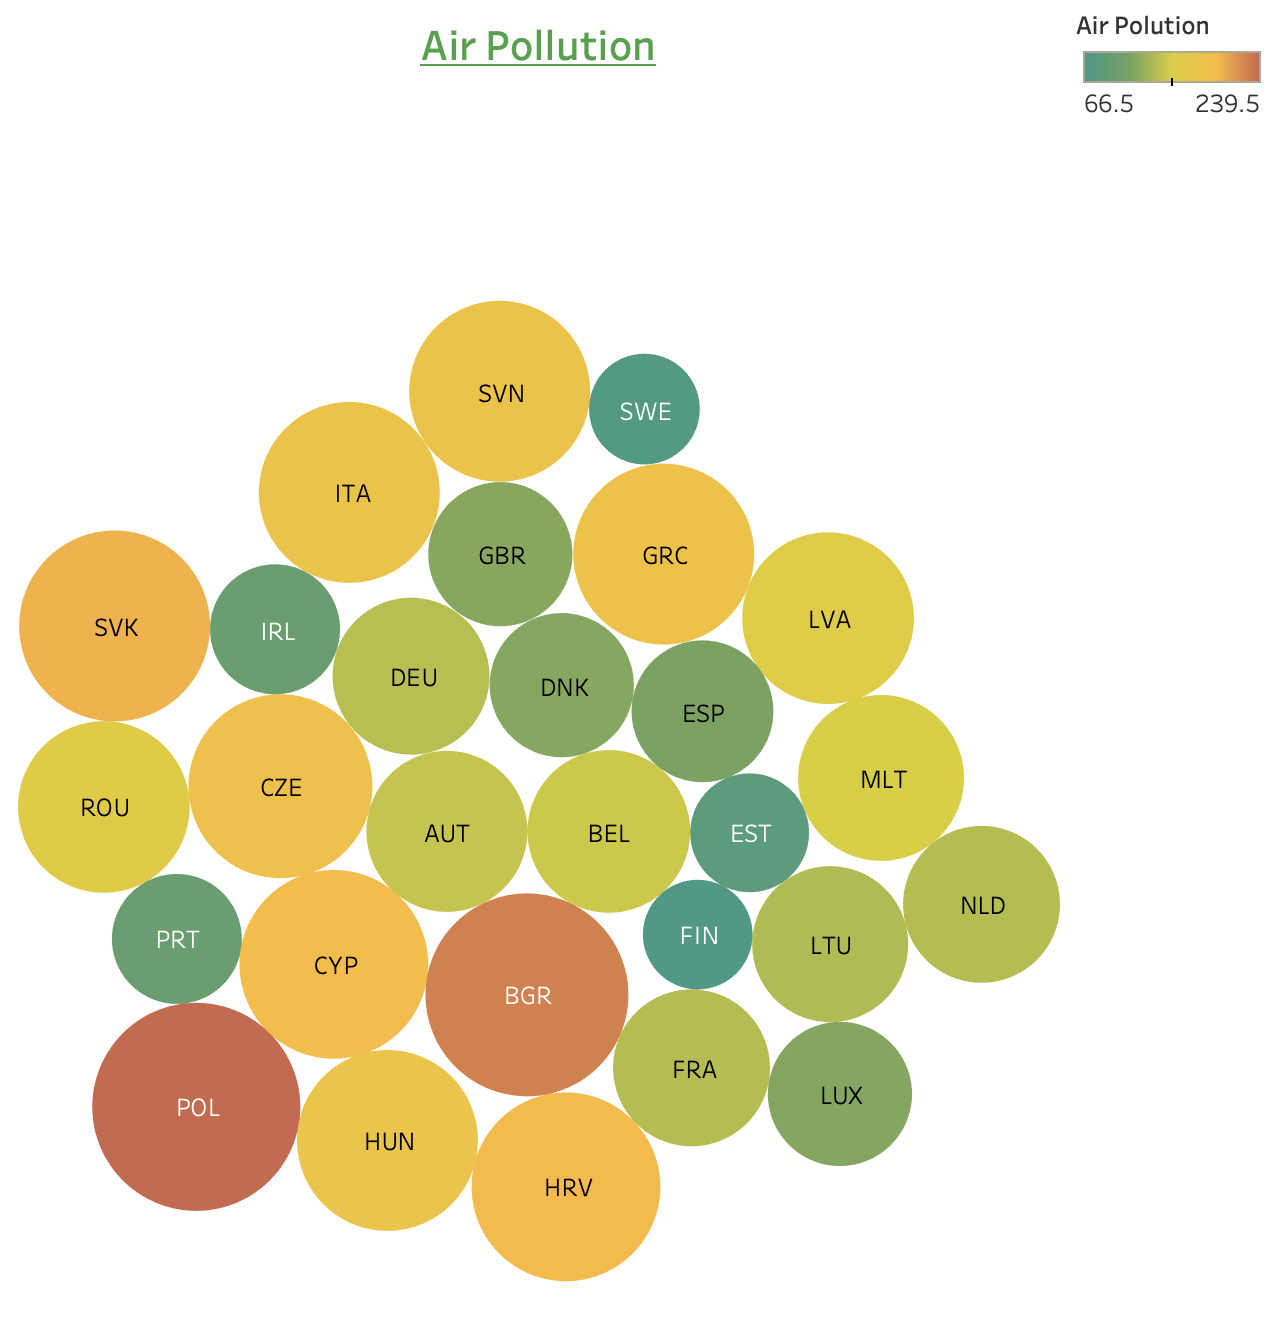 Air Pollution
Air Polution
66.5 239.5
SVN
SWE
ITA
GBR
GRC
SVK
IRL
LVA
DEU
DNK
ESP
ROU
CZE
MLT
AUT
BEL
EST
NLD
PRT
CYP
FIN
LTU
BGR
FRA
LUX
POL
HUN
HRV